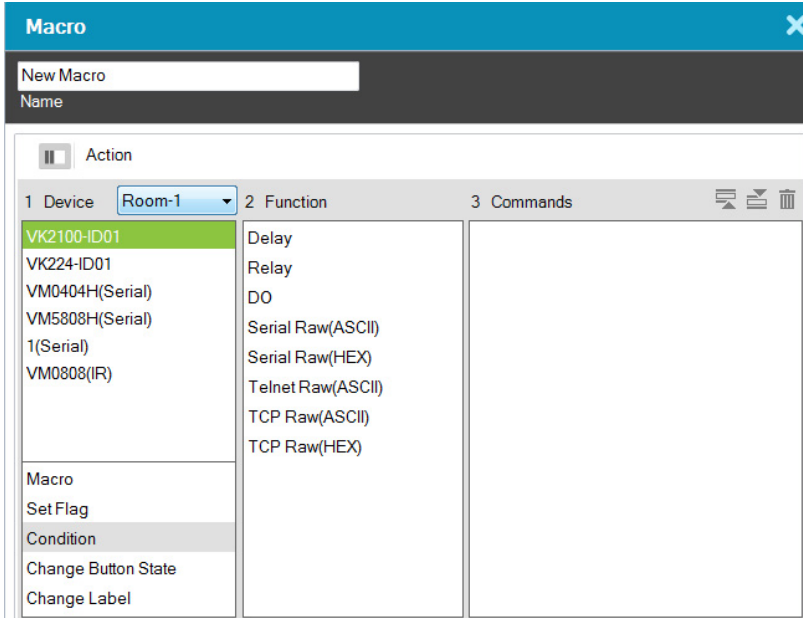 Macro
New Macro
Name
Action
1 Device Room-1 2 Function 3 Commands
VK2100-ID01
VK224-ID01
VM0404H(Serial)
VM5808H(Serial)
1(Serial)
VM0808(IR)
Macro
Set Flag
Condition
Change Button State
Change Label
Delay
Relay
DO
Serial Raw(ASCII)
Serial Raw(HEX)
Telnet Raw(ASCII)
TCP Raw(ASCII)
TCP Raw(HEX)